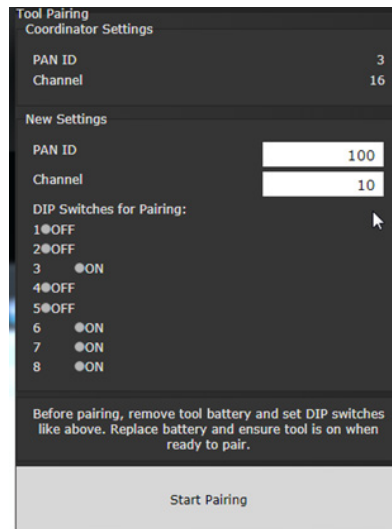 Tool Pairing
Coordinator Settings
PAN ID 3
Channel 16
New Settings
PAN ID 100
Channel 10
DIP Switches for Pairing:
1 OFF
2 OFF
3 ON
4 OFF
5 OFF
6 ON
7 ON
8 ON
Before pairing, remove tool battery and set DIP switches
like above. Replace battery and ensure tool is on when
ready to pair.
Start Pairing